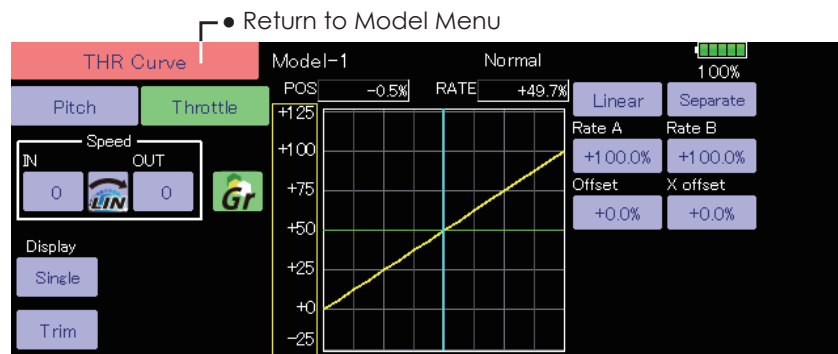 ● Return to Model Menu
THR Curve
Model-1
Normal
100%
POS
-0.5%
RATE
+49.7%
Pitch
Throttle
Linear
Separate
Speed
IN
OUT
0
LIN
0
Gr
Rate A
Rate B
+100.0%
+100.0%
Offset
X offset
+0.0%
+0.0%
Display
Single
Trim
+125
+100
+75
+50
+25
+0
-25